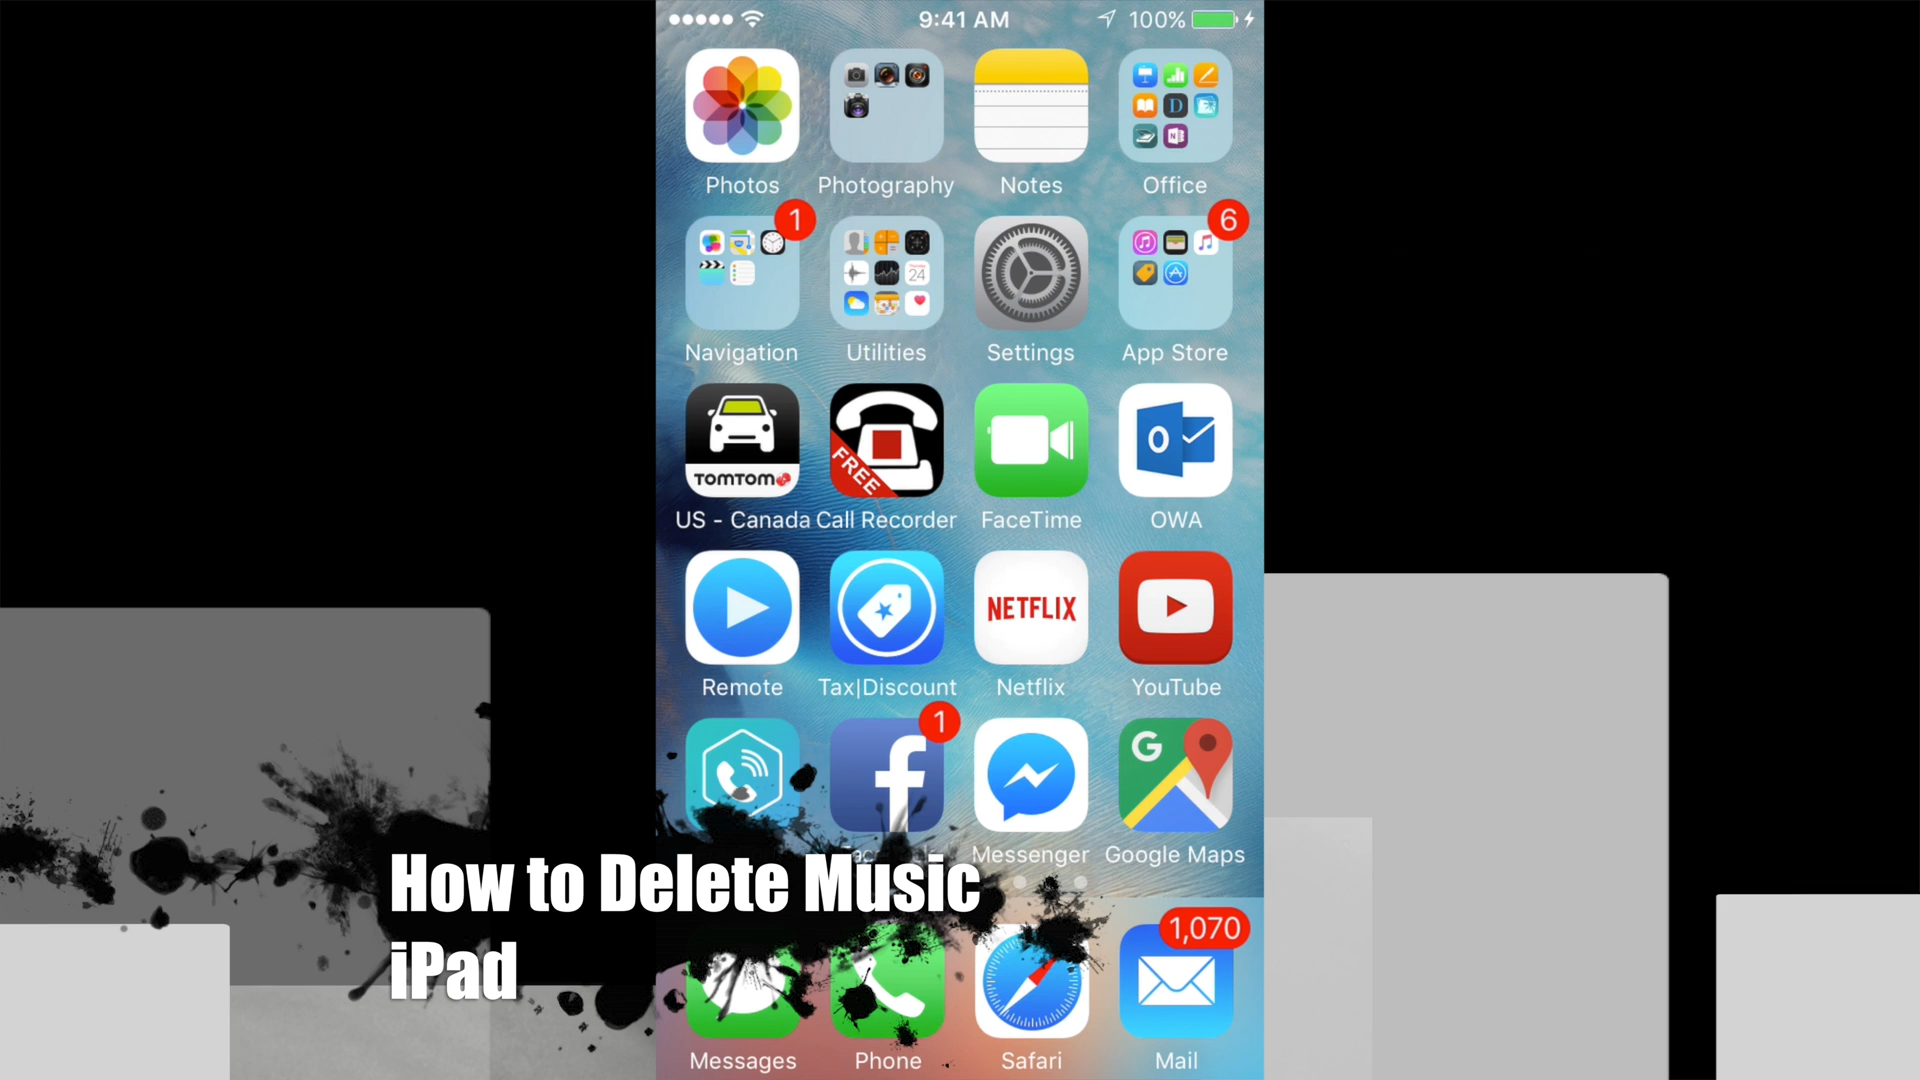 9:41 AM 100%
Photos Photography Notes Office
1 6
24
Navigation Utilities Settings App Store
TOMTOM FREE O
US - Canada Call Recorder FaceTime OWA
NETFLIX
Remote Tax|Discount Netflix YouTube
1
f G
Messenger Google Maps
How to Delete Music
iPad
1,070
Messages Phone Safari Mail